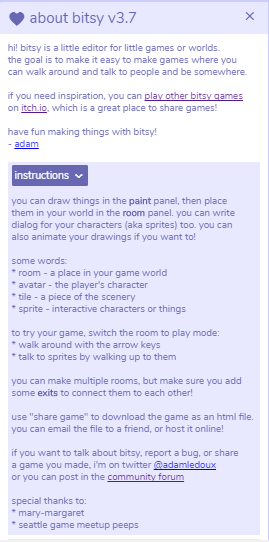 about bitsy v3.7
hi! bitsy is a little editor for little games or worlds.
the goal is to make it easy to make games where you
can walk around and talk to people and be somewhere.
if you need inspiration, you can play other bitsy games
on itch.io, which is a great place to share games!
have fun making things with bitsy!
- adam
instructions
you can draw things in the paint panel, then place
them in your world in the room panel. you can write
dialog for your characters (aka sprites) too. you can
also animate your drawings if you want to!
some words:
* room - a place in your game world
* avatar - the player's character
* tile - a piece of the scenery
* sprite - interactive characters or things
to try your game, switch the room to play mode:
* walk around with the arrow keys
* talk to sprites by walking up to them
you can make multiple rooms, but make sure you add
some exits to connect them to each other!
use "share game" to download the game as an html file.
you can email the file to a friend, or host it online!
if you want to talk about bitsy, report a bug, or share
a game you made, i'm on twitter @adamledoux
or you can post in the community forum
special thanks to:
* mary-margaret
* seattle game meetup peeps